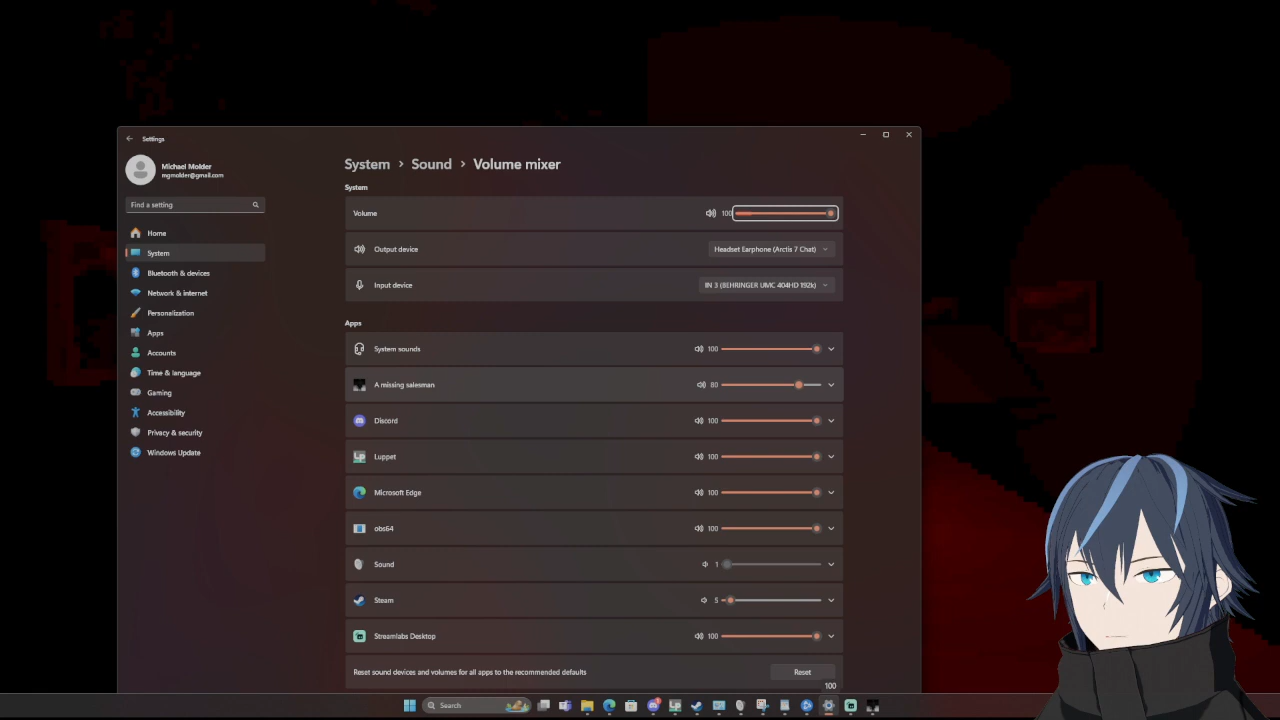 Settings
Michael Molder
mgmolder@gmail.com
Find a setting
Home
System
Bluetooth & devices
Network & internet
Personalization
Apps
Accounts
Time & language
Gaming
Accessibility
Privacy & security
Windows Update
System > Sound > Volume mixer
System
Volume 100
Output device Headset Earphone (Arctis 7 Chat)
Input device IN 3 (BEHRINGER UMC 404HD 192k)
Apps
System sounds 100
A missing salesman 80
Discord 100
Luppet 100
Microsoft Edge 100
obs64 100
Sound 1
Steam 5
Streamlabs Desktop 100
Reset sound devices and volumes for all apps to the recommended defaults Reset
100
Search